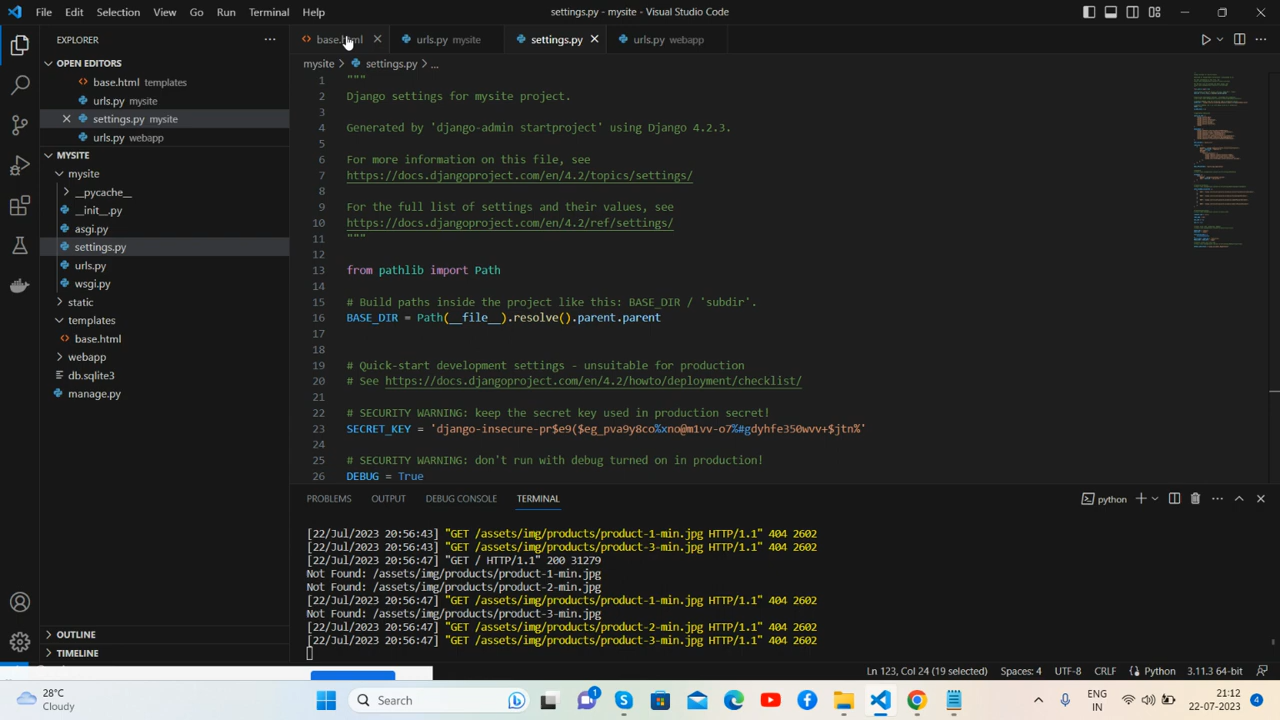 File Edit Selection View Go Run Terminal Help
settings.py - mysite - Visual Studio Code
EXPLORER
OPEN EDITORS
base.html templates
urls.py mysite
settings.py mysite
urls.py webapp
MYSITE
mysite
__pycache__
__init__.py
asgi.py
settings.py
urls.py
wsgi.py
static
templates
base.html
webapp
db.sqlite3
manage.py
OUTLINE
TIMELINE
base.html urls.py mysite settings.py urls.py webapp
mysite > settings.py > ...
1 """
2 Django settings for mysite project.
3
4 Generated by 'django-admin startproject' using Django 4.2.3.
5
6 For more information on this file, see
7 https://docs.djangoproject.com/en/4.2/topics/settings/
8
9 For the full list of settings and their values, see
10 https://docs.djangoproject.com/en/4.2/ref/settings/
11 """
12
13 from pathlib import Path
14
15 # Build paths inside the project like this: BASE_DIR / 'subdir'.
16 BASE_DIR = Path(__file__).resolve().parent.parent
17
18
19 # Quick-start development settings - unsuitable for production
20 # See https://docs.djangoproject.com/en/4.2/howto/deployment/checklist/
21
22 # SECURITY WARNING: keep the secret key used in production secret!
23 SECRET_KEY = 'django-insecure-pr$e9($eg_pva9y8co%xno@m1vv-o7%#gdyhfe350wvv+$jtn%'
24
25 # SECURITY WARNING: don't run with debug turned on in production!
26 DEBUG = True
PROBLEMS OUTPUT DEBUG CONSOLE TERMINAL
python
[22/Jul/2023 20:56:43] "GET /assets/img/products/product-1-min.jpg HTTP/1.1" 404 2602
[22/Jul/2023 20:56:43] "GET /assets/img/products/product-3-min.jpg HTTP/1.1" 404 2602
[22/Jul/2023 20:56:47] "GET / HTTP/1.1" 200 31279
Not Found: /assets/img/products/product-1-min.jpg
Not Found: /assets/img/products/product-2-min.jpg
[22/Jul/2023 20:56:47] "GET /assets/img/products/product-1-min.jpg HTTP/1.1" 404 2602
Not Found: /assets/img/products/product-3-min.jpg
[22/Jul/2023 20:56:47] "GET /assets/img/products/product-2-min.jpg HTTP/1.1" 404 2602
[22/Jul/2023 20:56:47] "GET /assets/img/products/product-3-min.jpg HTTP/1.1" 404 2602
Ln 123, Col 24 (19 selected) Spaces: 4 UTF-8 CRLF Python 3.11.3 64-bit
28°C
Cloudy
Search
1
ENG
IN
21:12
22-07-2023
4